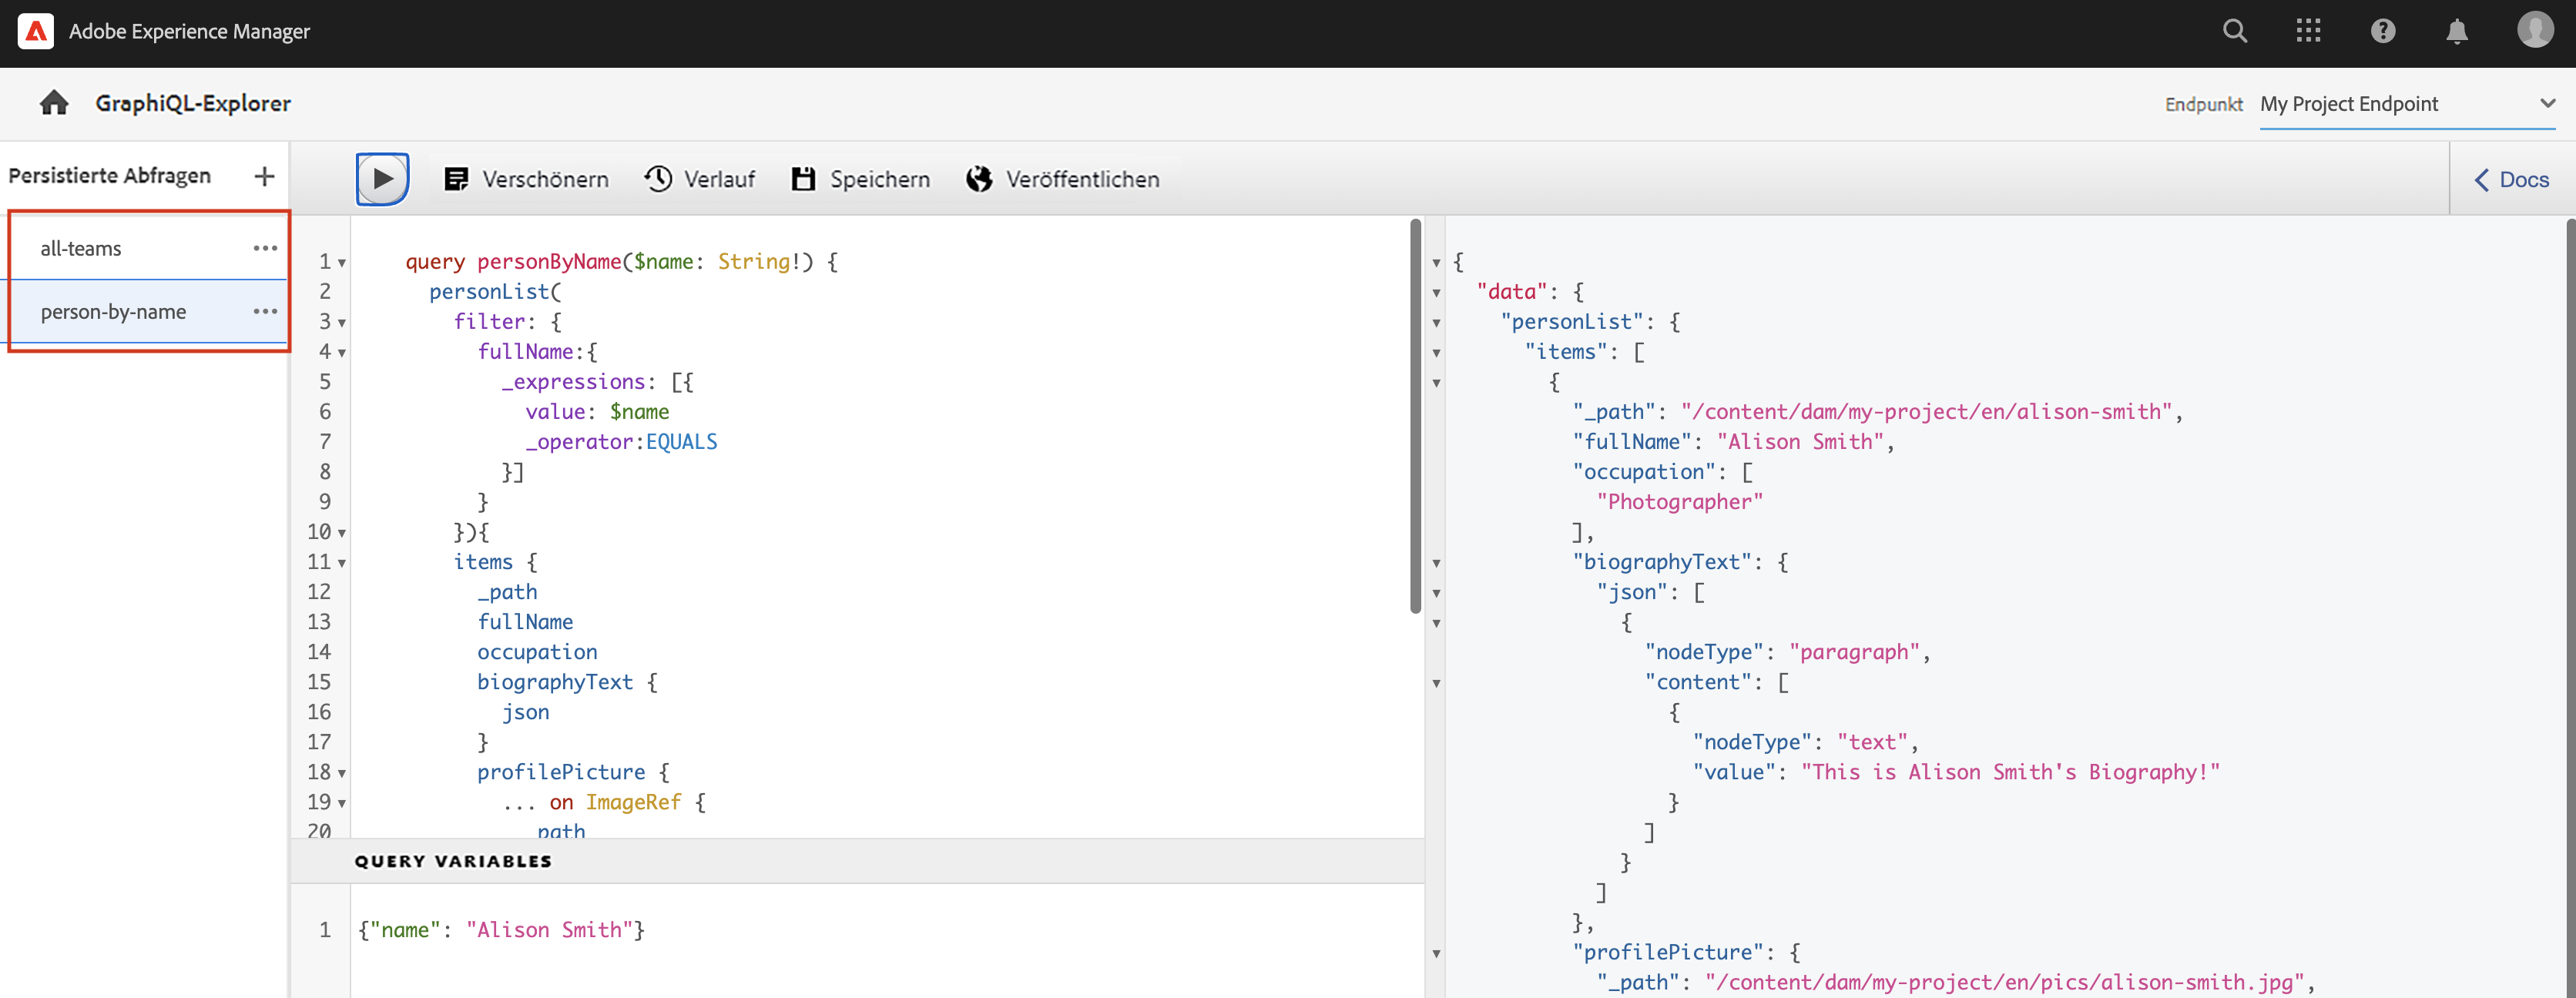 Adobe Experience Manager
GraphiQL-Explorer
Endpunkt My Project Endpoint
Persistierte Abfragen +
Verschönern Verlauf Speichern Veröffentlichen
Docs
all-teams
person-by-name
1 query personByName($name: String!) {
2 personList(
3 filter: {
4 fullName:{
5 _expressions: [{
6 value: $name
7 _operator:EQUALS
8 }]
9 }
10 }){
11 items {
12 _path
13 fullName
14 occupation
15 biographyText {
16 json
17 }
18 profilePicture {
19 ... on ImageRef {
20 _path
QUERY VARIABLES
1 {"name": "Alison Smith"}
{
"data": {
"personList": {
"items": [
{
"_path": "/content/dam/my-project/en/alison-smith",
"fullName": "Alison Smith",
"occupation": [
"Photographer"
],
"biographyText": {
"json": [
{
"nodeType": "paragraph",
"content": [
{
"nodeType": "text",
"value": "This is Alison Smith's Biography!"
}
]
}
]
},
"profilePicture": {
"_path": "/content/dam/my-project/en/pics/alison-smith.jpg",